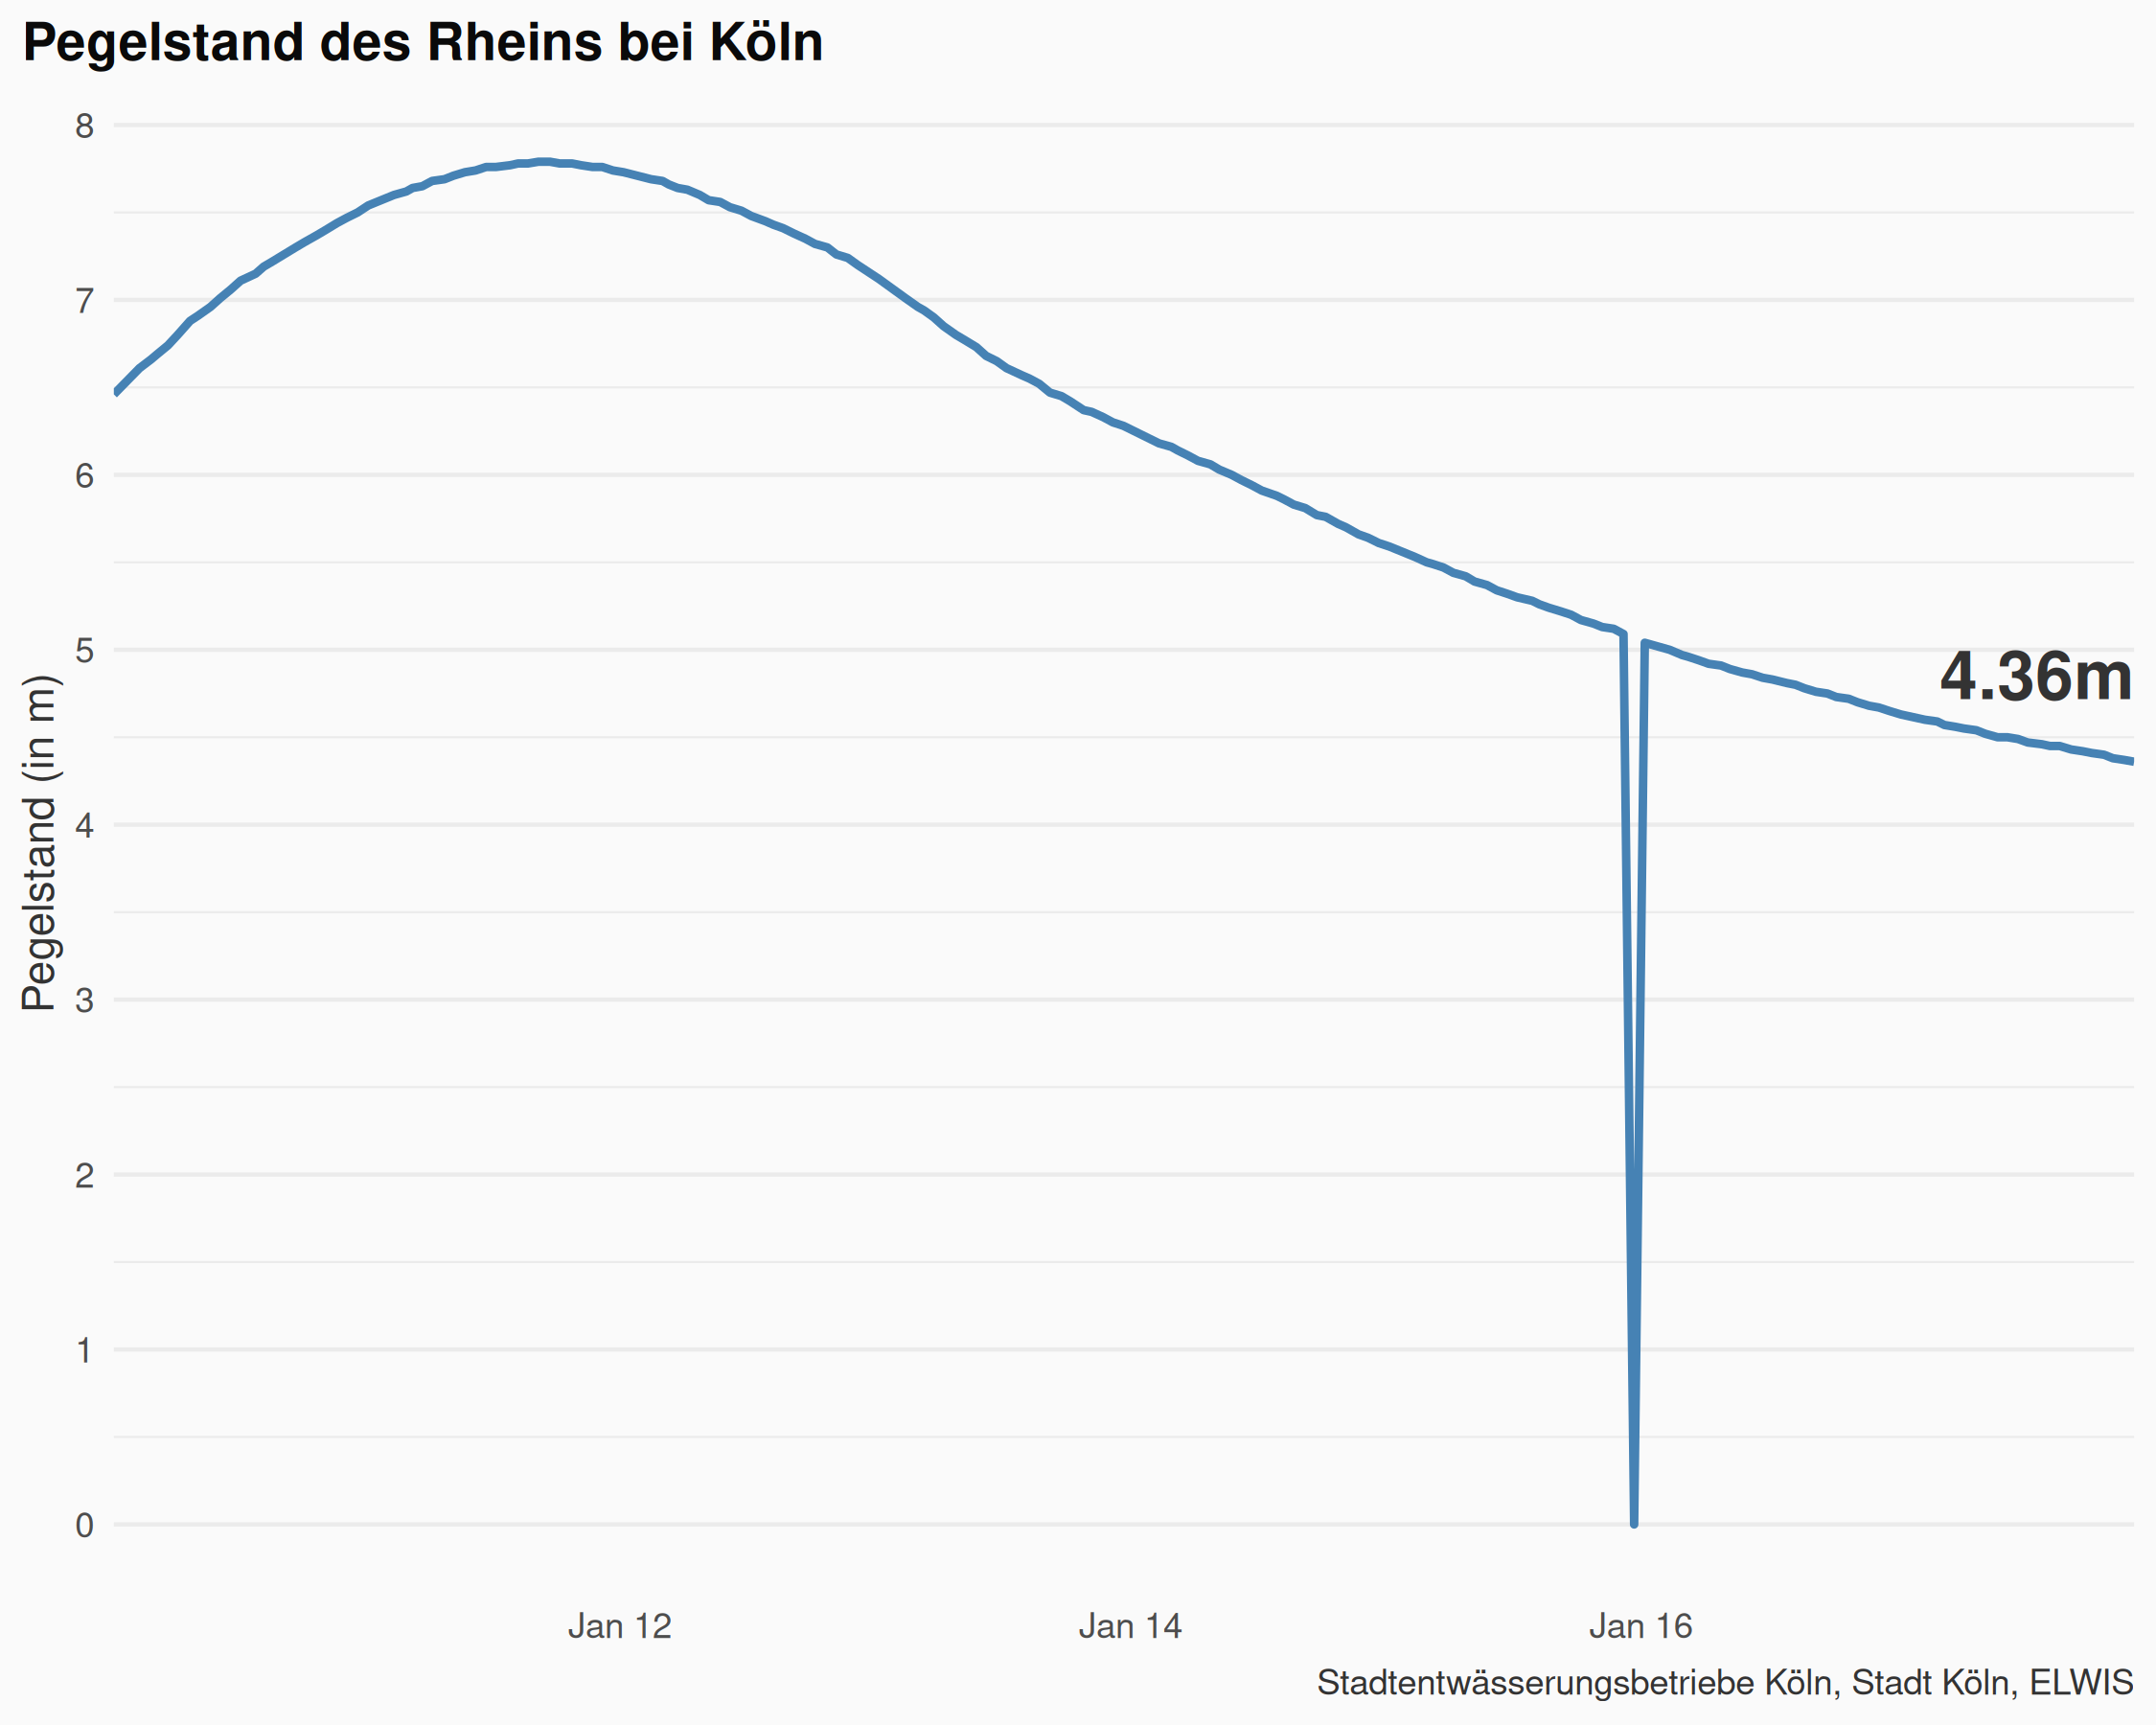 Pegelstand des Rheins bei Köln
8
7
6
5
4
3
2
1
0
Pegelstand (in m)
4.36m
Jan 12
Jan 14
Jan 16
Stadtentwässerungsbetriebe Köln, Stadt Köln, ELWIS